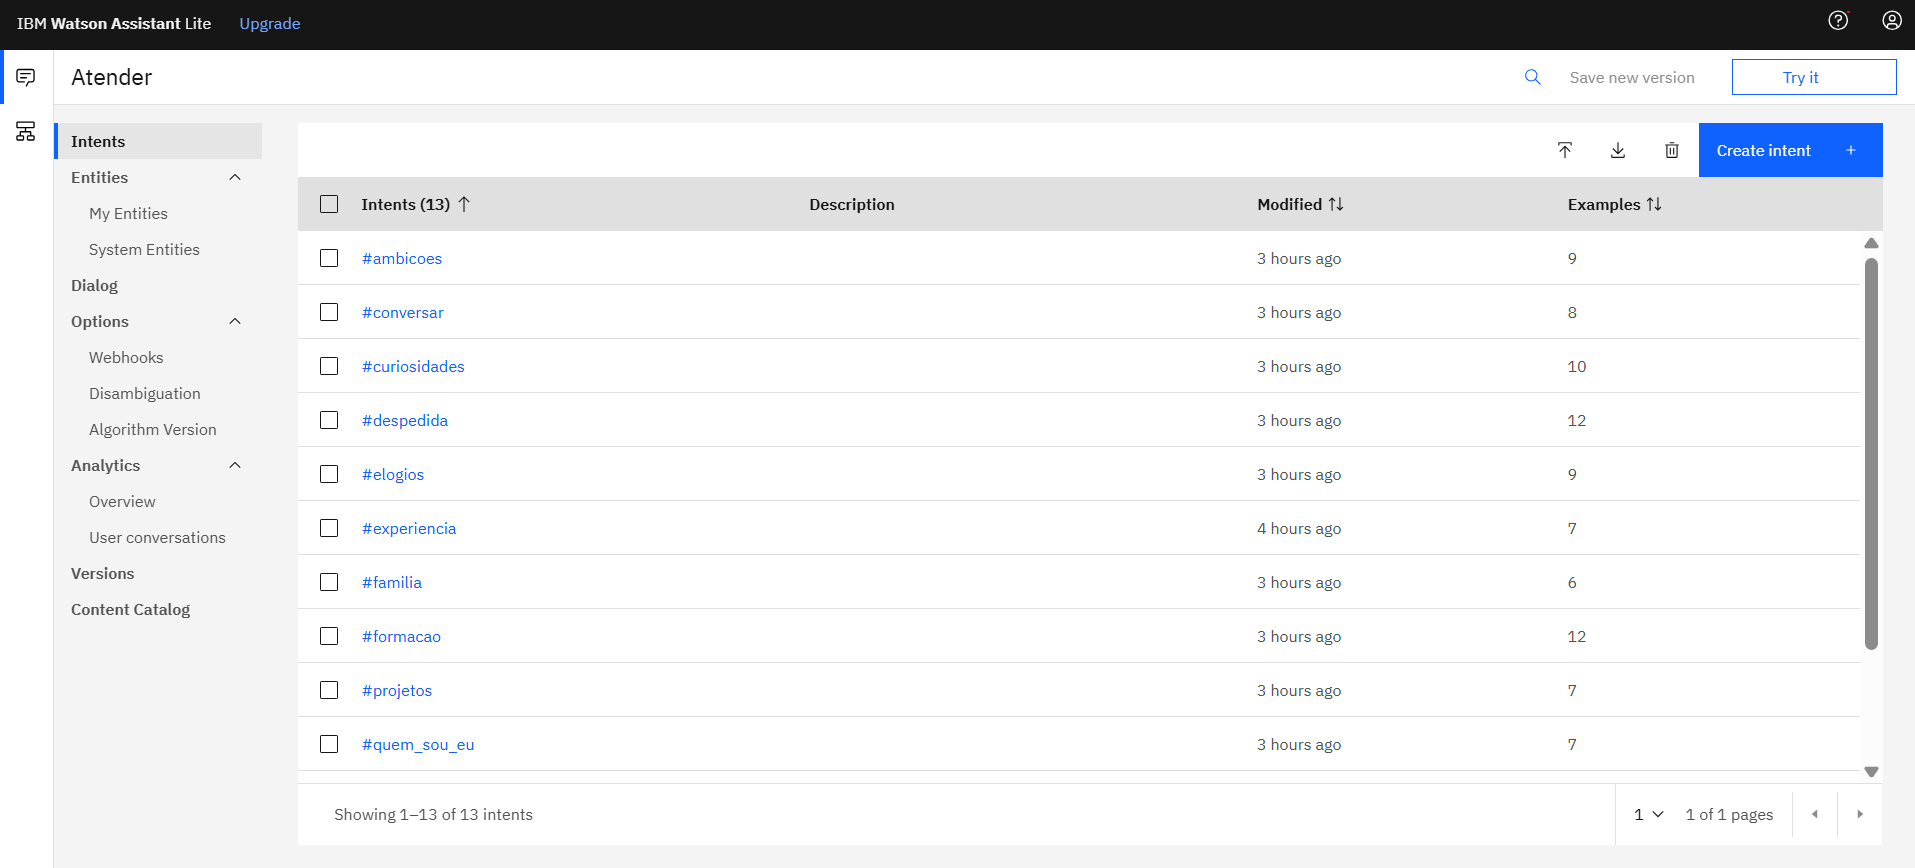 IBM Watson Assistant Lite Upgrade
Atender Save new version Try it
Intents
Entities
My Entities
System Entities
Dialog
Options
Webhooks
Disambiguation
Algorithm Version
Analytics
Overview
User conversations
Versions
Content Catalog
Create intent +
Intents (13) Description Modified Examples
#ambicoes 3 hours ago 9
#conversar 3 hours ago 8
#curiosidades 3 hours ago 10
#despedida 3 hours ago 12
#elogios 3 hours ago 9
#experiencia 4 hours ago 7
#familia 3 hours ago 6
#formacao 3 hours ago 12
#projetos 3 hours ago 7
#quem_sou_eu 3 hours ago 7
Showing 1–13 of 13 intents 1 1 of 1 pages